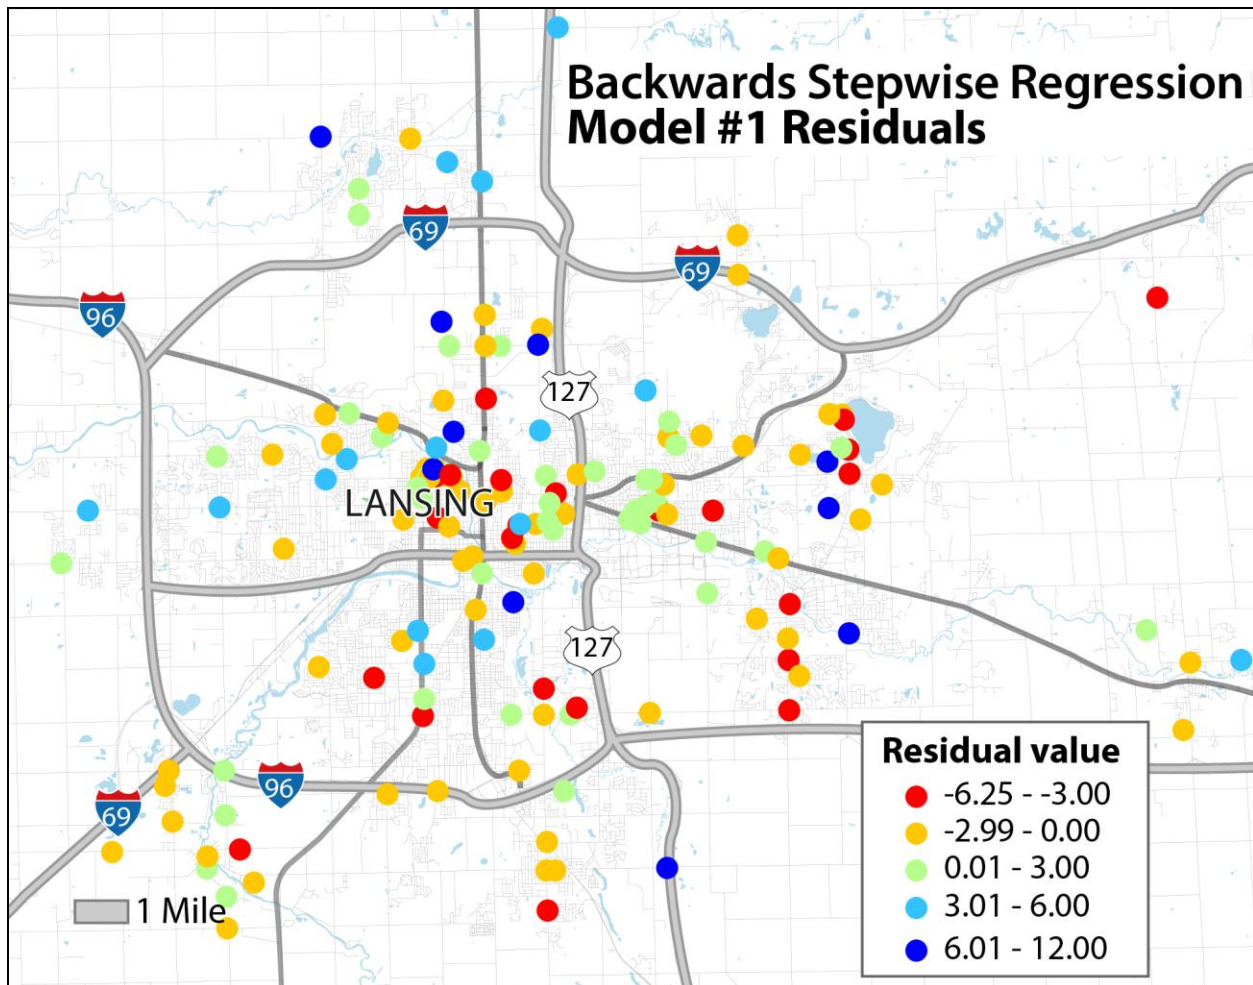 Backwards Stepwise Regression
Model #1 Residuals
69
69
96
127
LANSING
127
96
69
1 Mile
Residual value
-6.25 - -3.00
-2.99 - 0.00
0.01 - 3.00
3.01 - 6.00
6.01 - 12.00